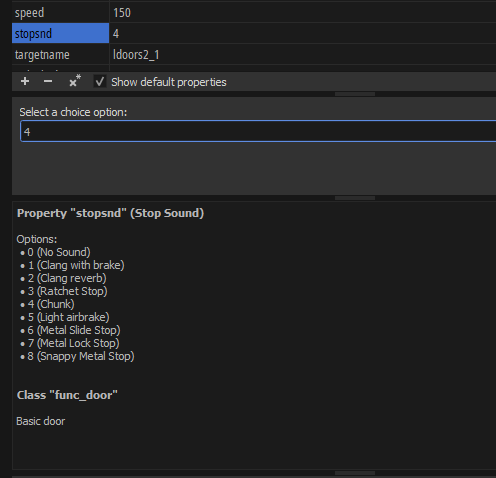 speed 150
stopsnd 4
targetname ldoors2_1
+ − x* ✓ Show default properties
Select a choice option:
4
Property "stopsnd" (Stop Sound)
Options:
• 0 (No Sound)
• 1 (Clang with brake)
• 2 (Clang reverb)
• 3 (Ratchet Stop)
• 4 (Chunk)
• 5 (Light airbrake)
• 6 (Metal Slide Stop)
• 7 (Metal Lock Stop)
• 8 (Snappy Metal Stop)
Class "func_door"
Basic door